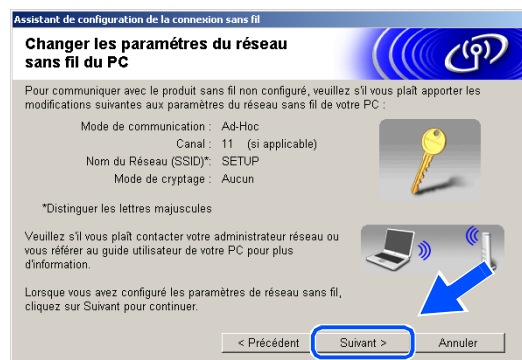 Assistant de configuration de la connexion sans fil
Changer les paramétres du réseau
sans fil du PC
Pour communiquer avec le produit sans fil non configuré, veuillez s'il vous plaît apporter les
modifications suivantes aux paramètres du réseau sans fil de votre PC :
Mode de communication : Ad-Hoc
Canal : 11 (si applicable)
Nom du Réseau (SSID)*: SETUP
Mode de cryptage : Aucun
*Distinguer les lettres majuscules
Veuillez s'il vous plaît contacter votre administrateur réseau ou
vous référer au guide utilisateur de votre PC pour plus
d'information.
Lorsque vous avez configuré les paramètres de réseau sans fil,
cliquez sur Suivant pour continuer.
< Précédent Suivant > Annuler